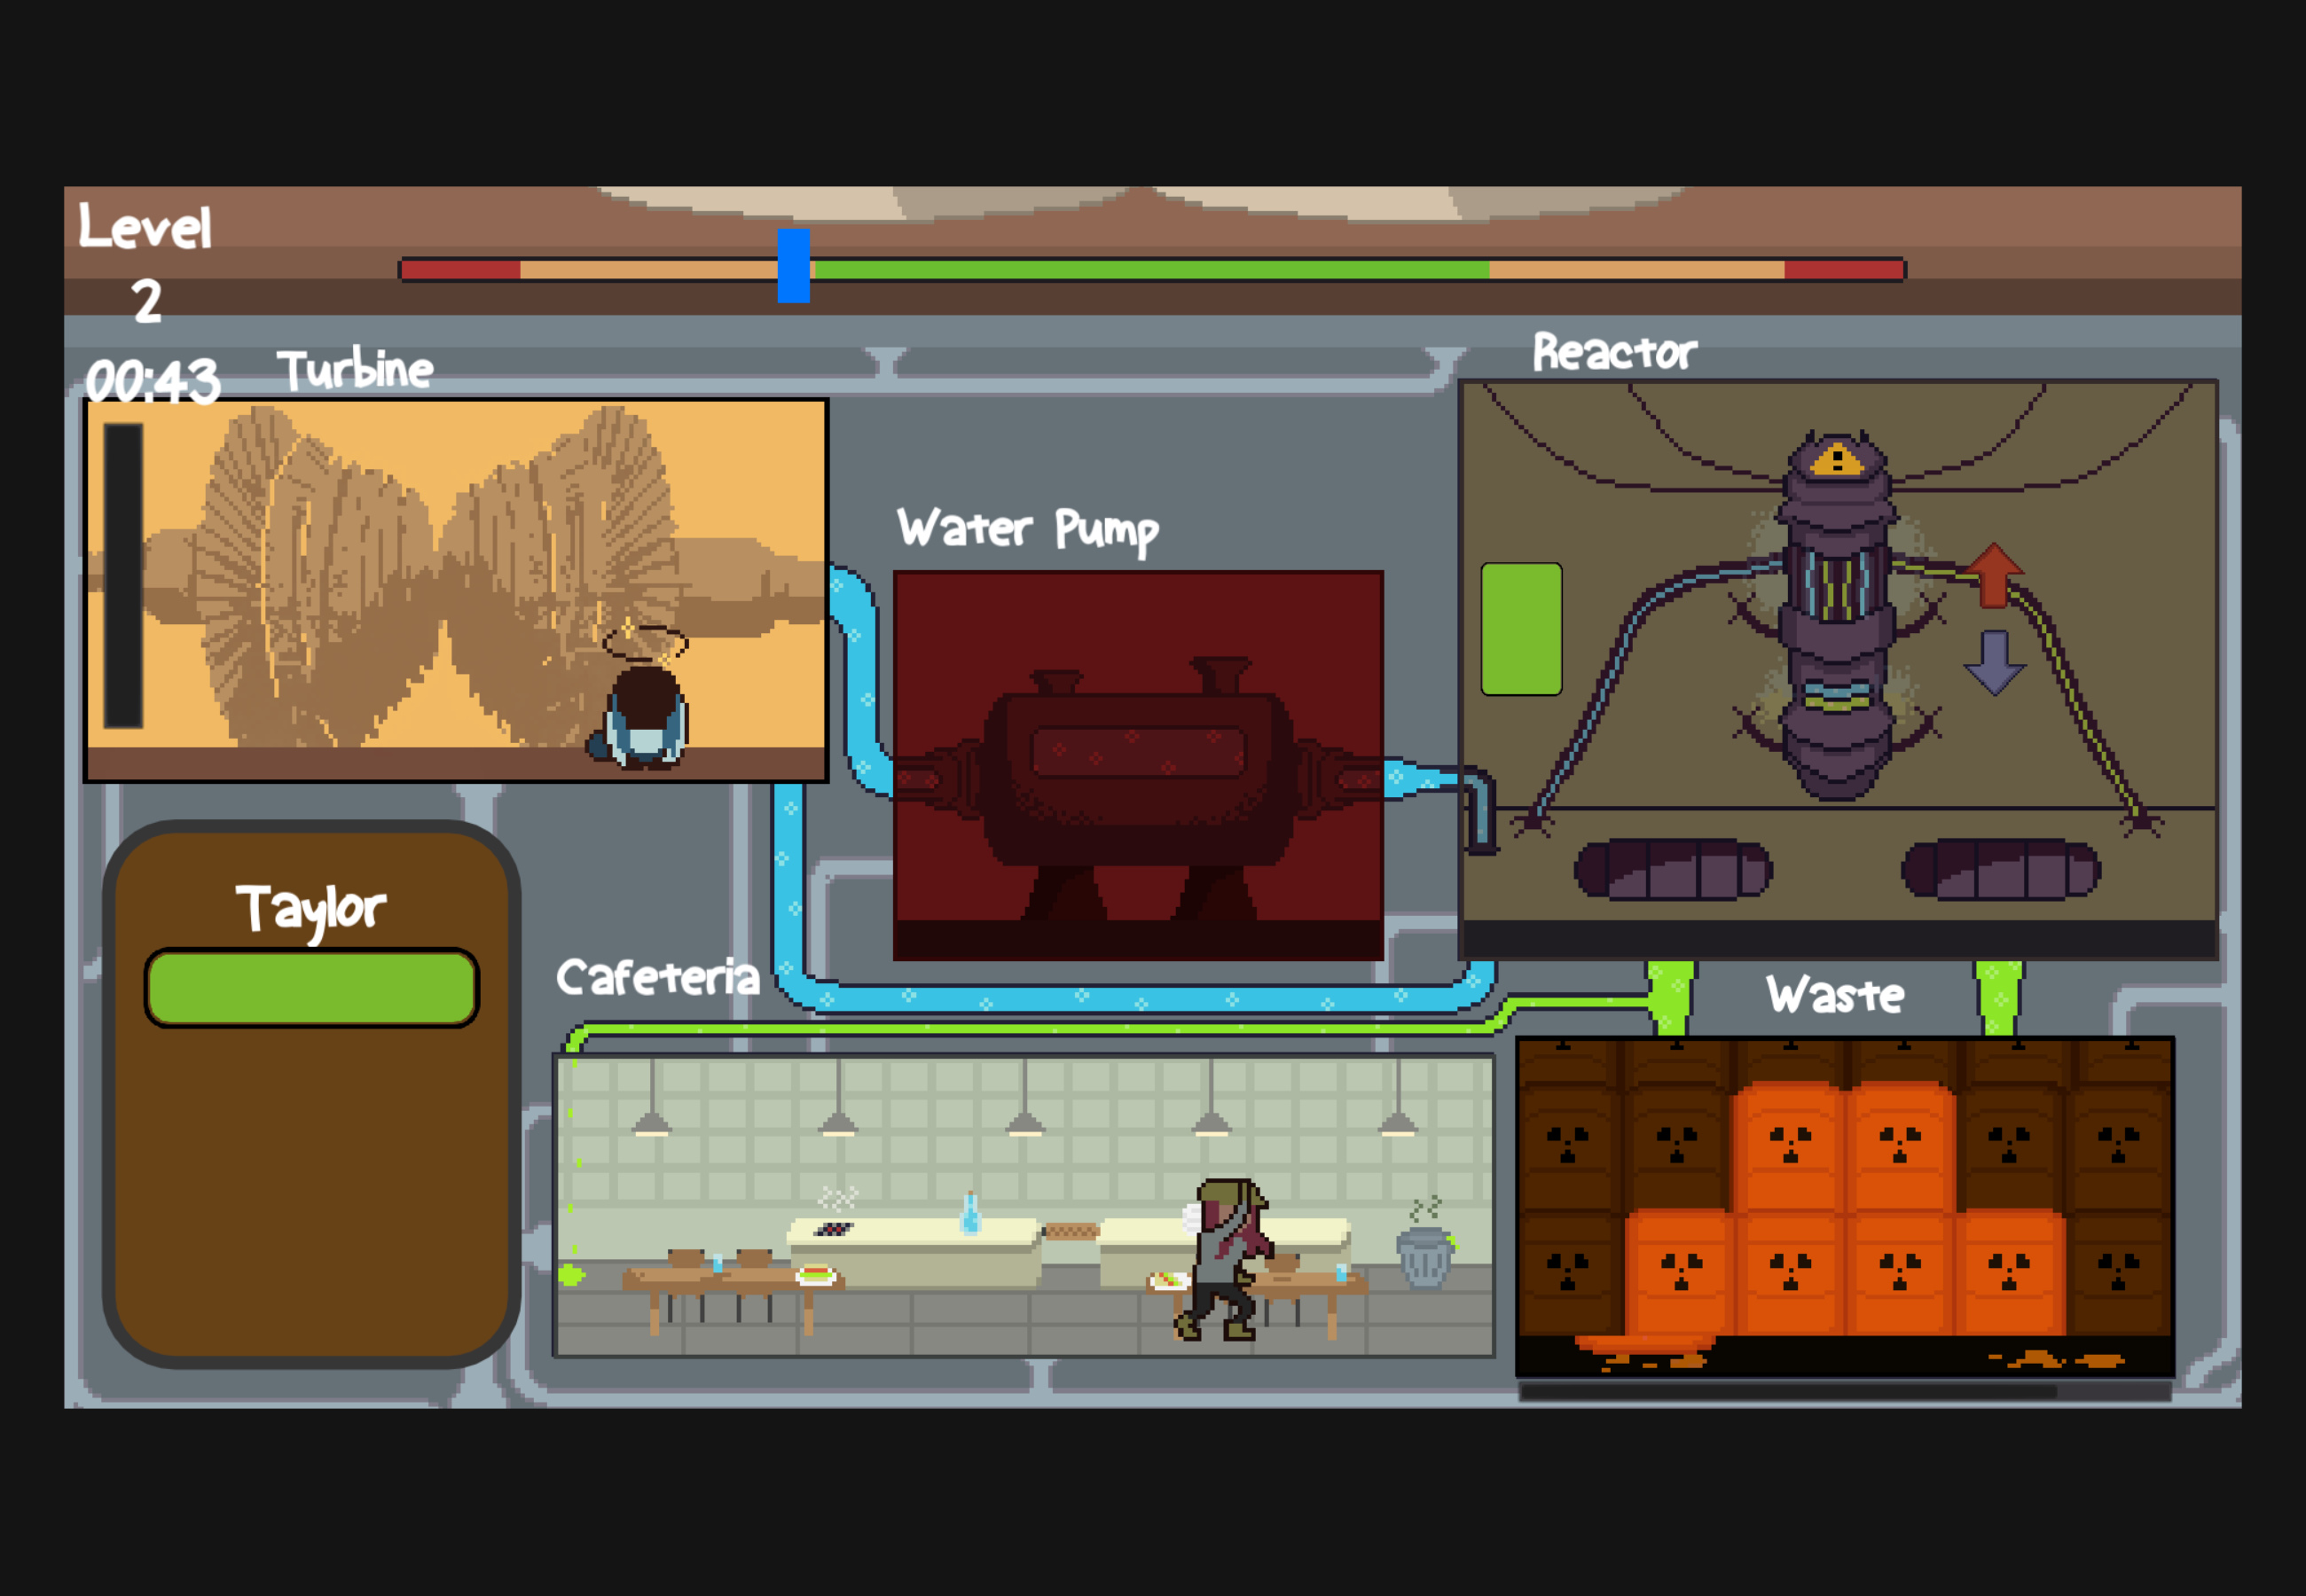 Level
2
00:43
Turbine
Reactor
Water Pump
Taylor
Cafeteria
Waste